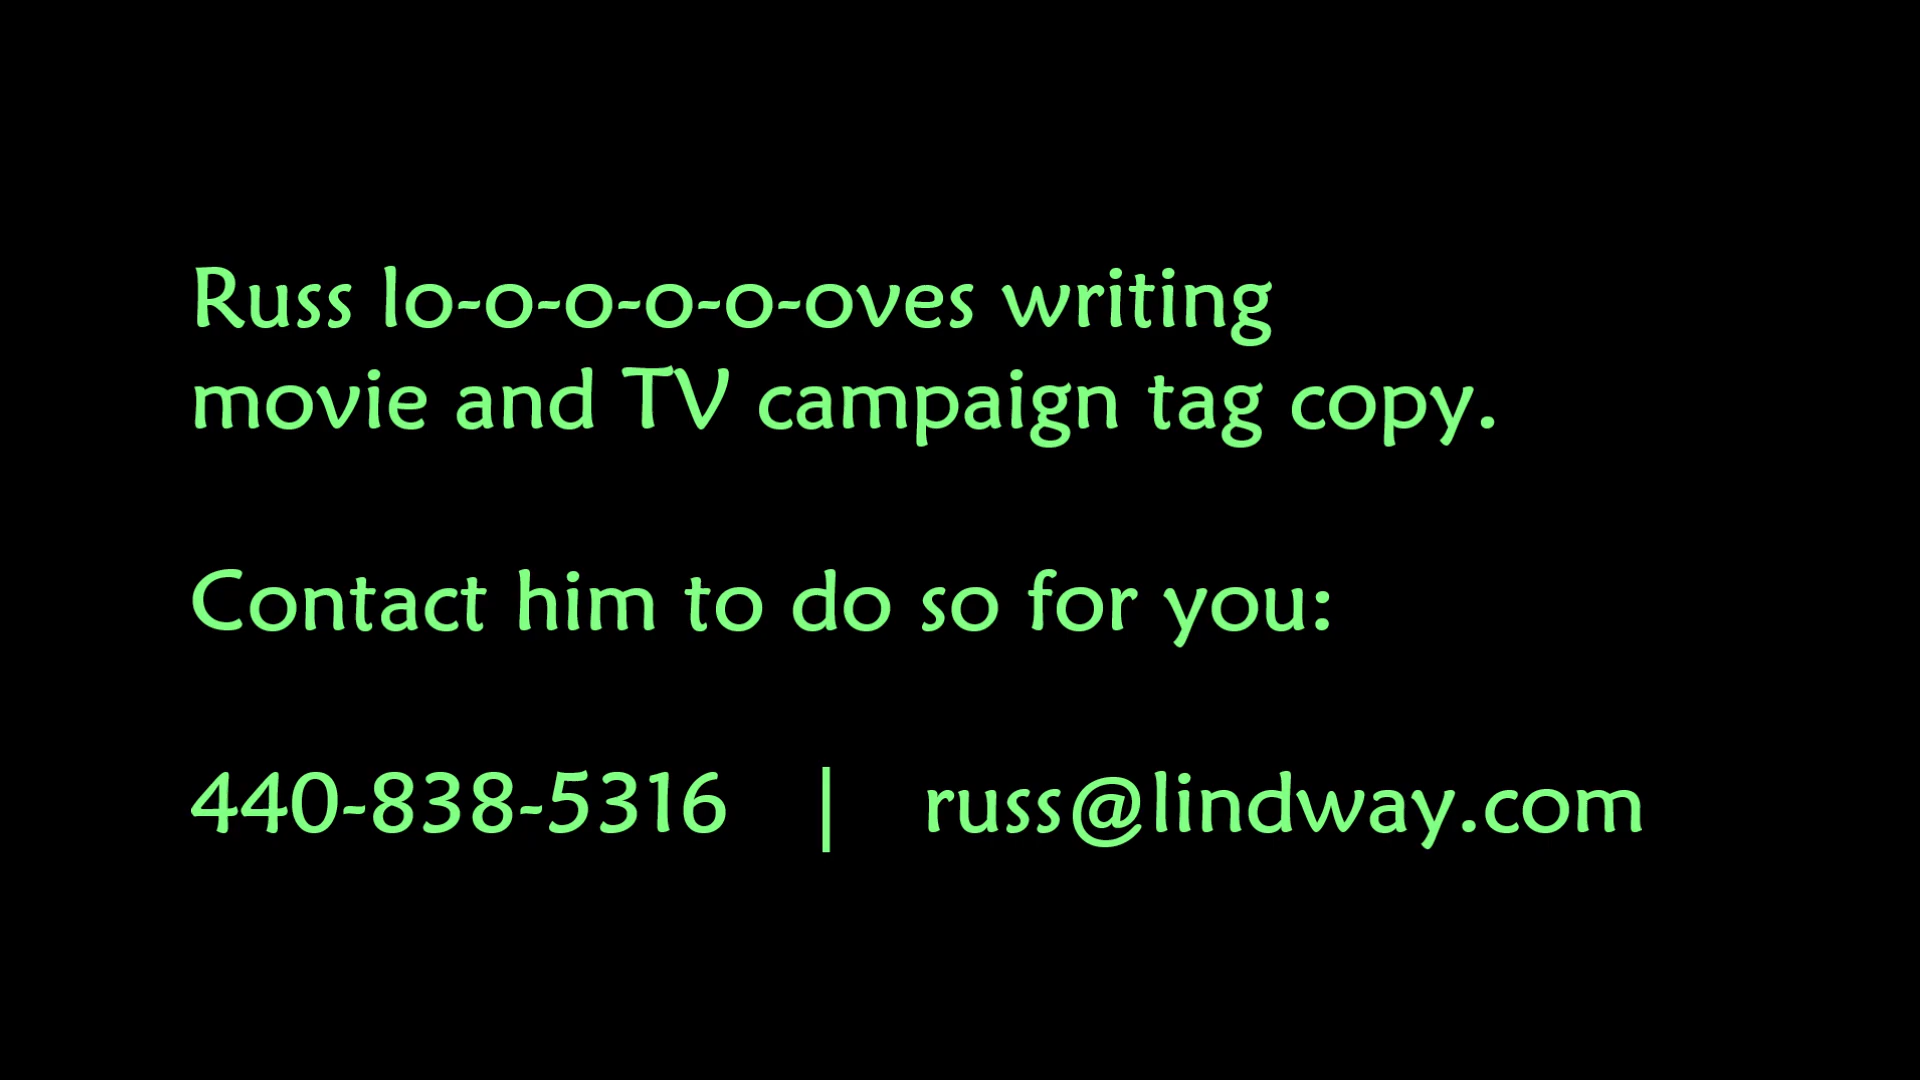 Russ lo-o-o-o-o-oves writing
movie and TV campaign tag copy.
Contact him to do so for you:
440-838-5316 | russ@lindway.com